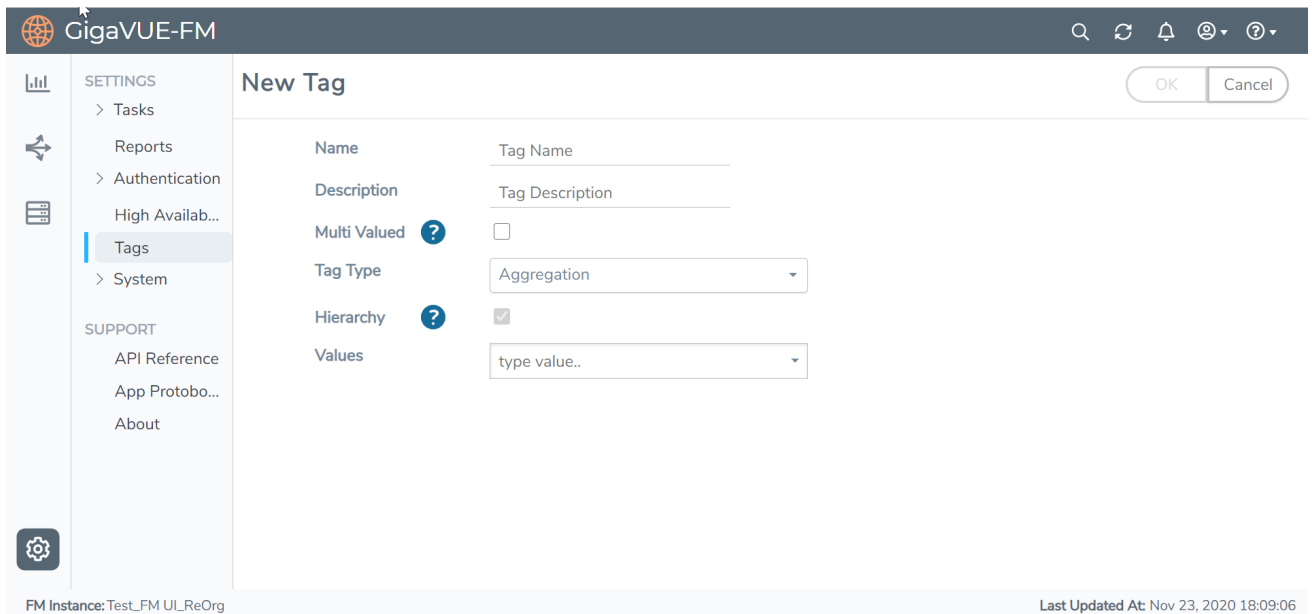 GigaVUE-FM
SETTINGS
Tasks
Reports
Authentication
High Availab...
Tags
System
SUPPORT
API Reference
App Protobo...
About
New Tag
OK
Cancel
Name
Tag Name
Description
Tag Description
Multi Valued ?
Tag Type
Aggregation
Hierarchy ?
Values
type value..
FM Instance: Test_FM UI_ReOrg
Last Updated At: Nov 23, 2020 18:09:06